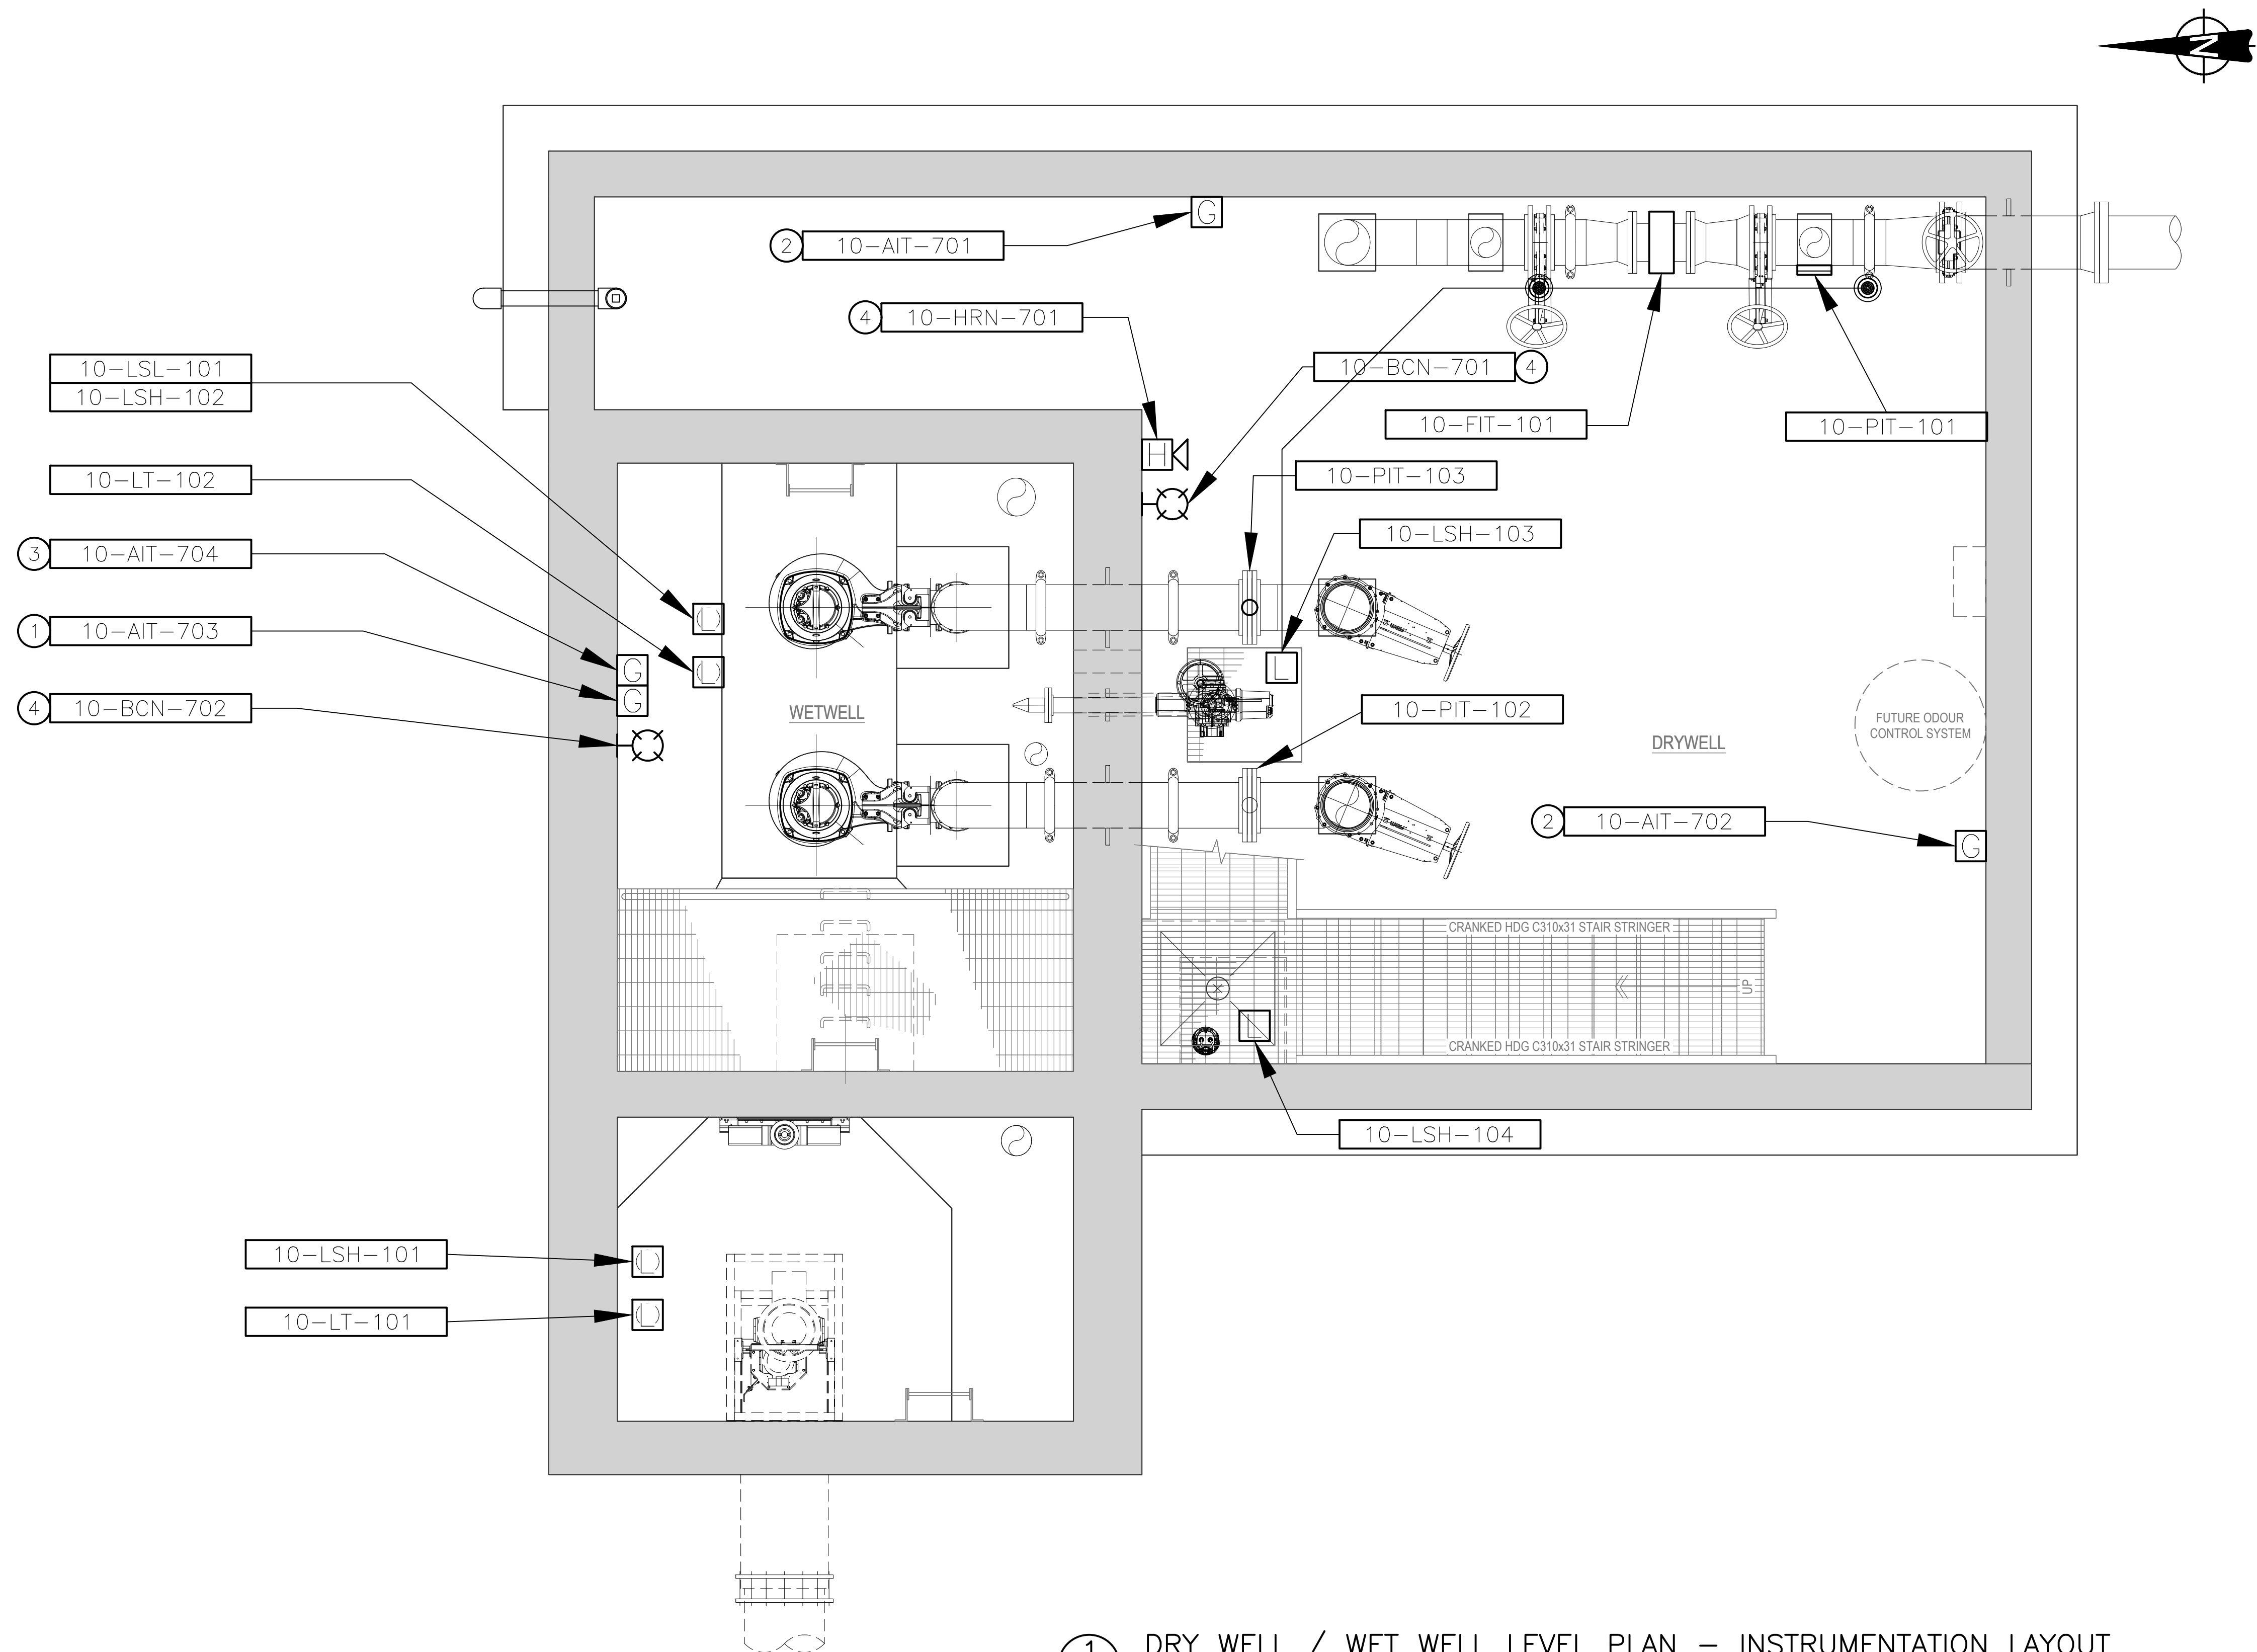 N
2 10-AIT-701
G
4 10-HRN-701
10-BCN-701 4
10-LSL-101
10-LSH-102
10-FIT-101
10-PIT-101
H
10-LT-102
10-PIT-103
10-LSH-103
3 10-AIT-704
1 10-AIT-703
4 10-BCN-702
L
L
G
G
L
WETWELL
10-PIT-102
DRYWELL
FUTURE ODOUR
CONTROL SYSTEM
2 10-AIT-702
G
CRANKED HDG C310x31 STAIR STRINGER
UP
L
CRANKED HDG C310x31 STAIR STRINGER
10-LSH-104
10-LSH-101
L
10-LT-101
L
1 DRY WELL / WET WELL LEVEL PLAN - INSTRUMENTATION LAYOUT